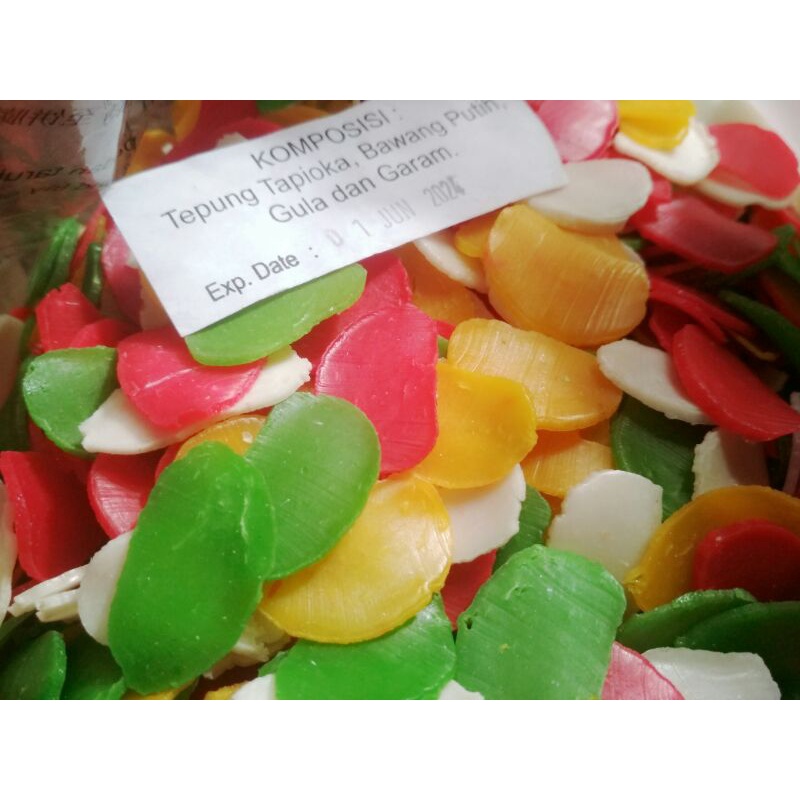 KOMPOSISI :
Tepung Tapioka, Bawang Putih,
Gula dan Garam.
Exp. Date : 0 1 JUN 2024